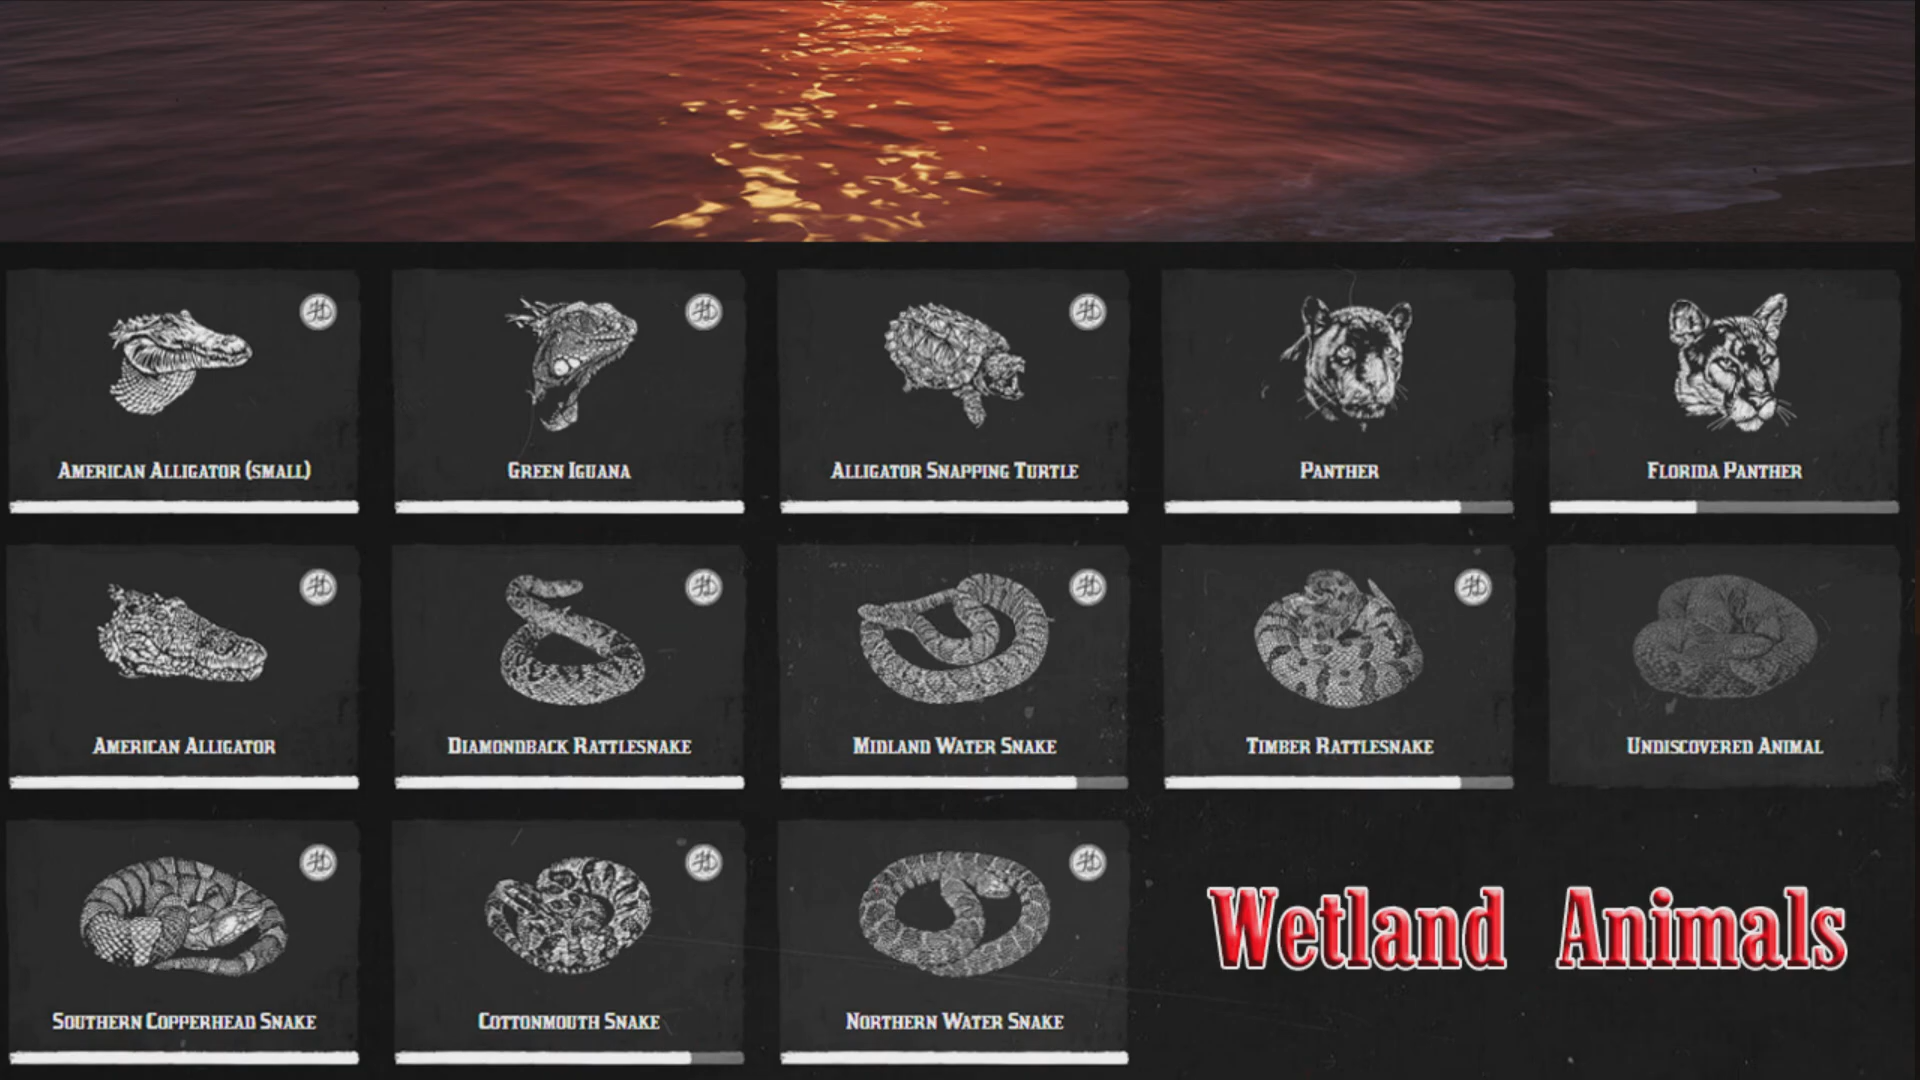 American Alligator (small)
Green Iguana
Alligator Snapping Turtle
Panther
Florida Panther
American Alligator
Diamondback Rattlesnake
Midland Water Snake
Timber Rattlesnake
Undiscovered Animal
Southern Copperhead Snake
Cottonmouth Snake
Northern Water Snake
Wetland Animals